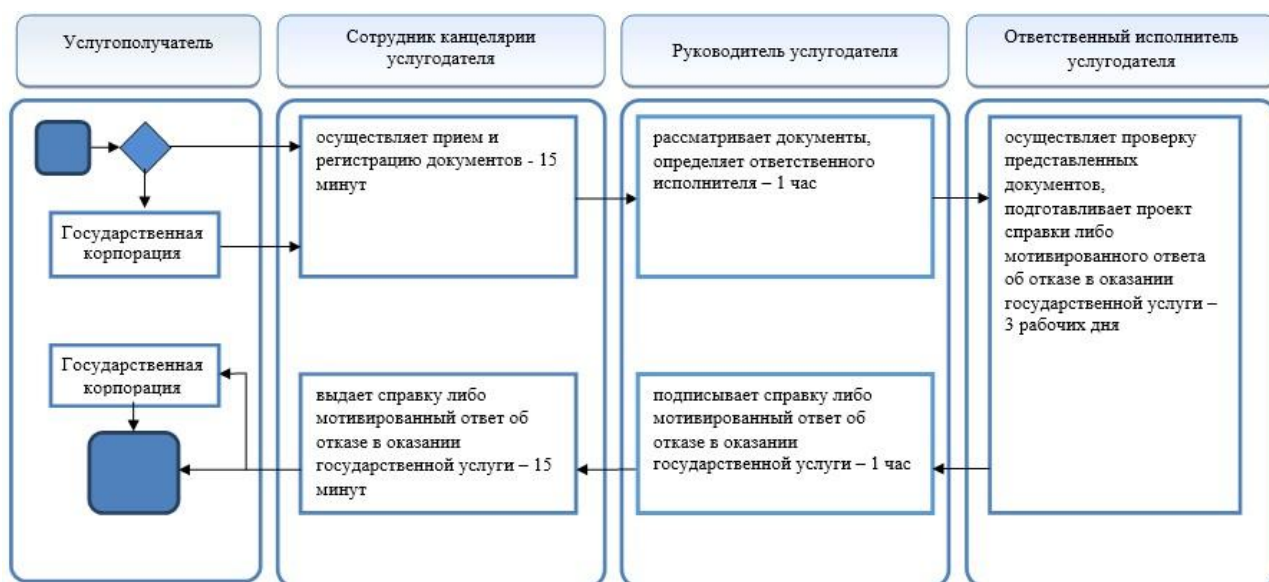 Услугополучатель
Сотрудник канцелярии
услугодателя
Руководитель услугодателя
Ответственный исполнитель
услугодателя
осуществляет прием и
регистрацию документов - 15
минут
рассматривает документы,
определяет ответственного
исполнителя – 1 час
осуществляет проверку
представленных
документов,
подготавливает проект
справки либо
мотивированного ответа
об отказе в оказании
государственной услуги –
3 рабочих дня
Государственная
корпорация
Государственная
корпорация
выдает справку либо
мотивированный ответ об
отказе в оказании
государственной услуги – 15
минут
подписывает справку либо
мотивированный ответ об
отказе в оказании
государственной услуги – 1 час